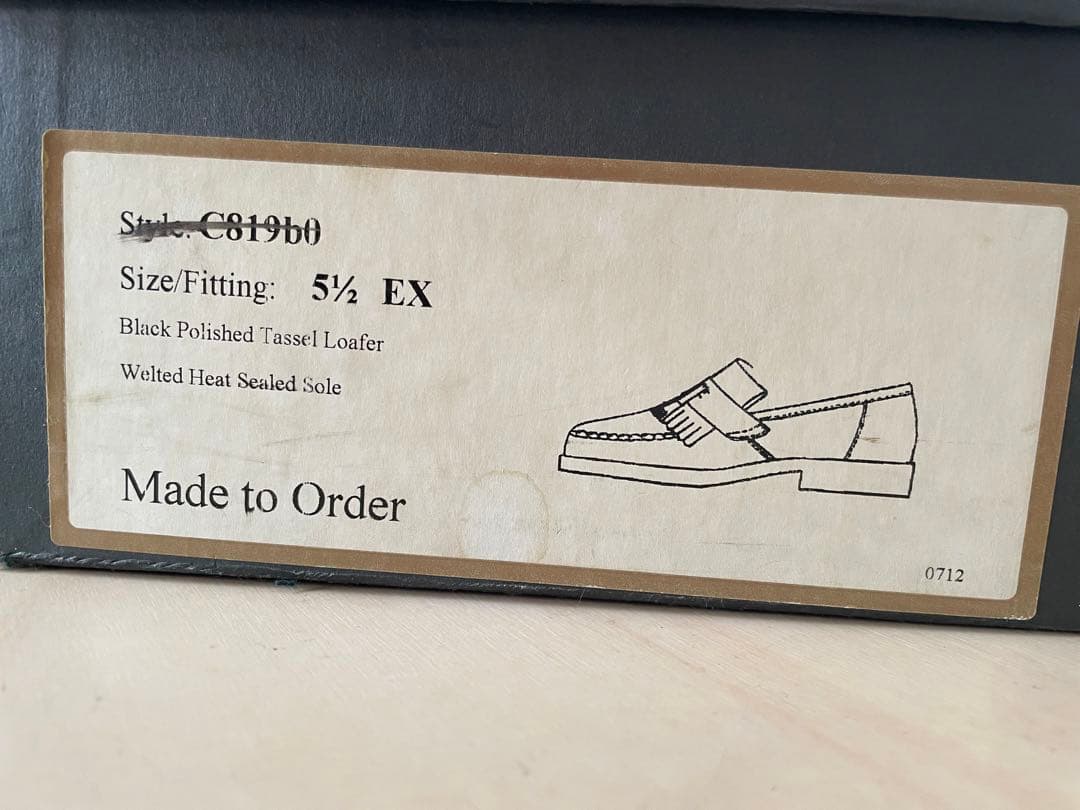 Style: C819b0
Size/Fitting: 5½ EX
Black Polished Tassel Loafer
Welted Heat Sealed Sole
Made to Order
0712